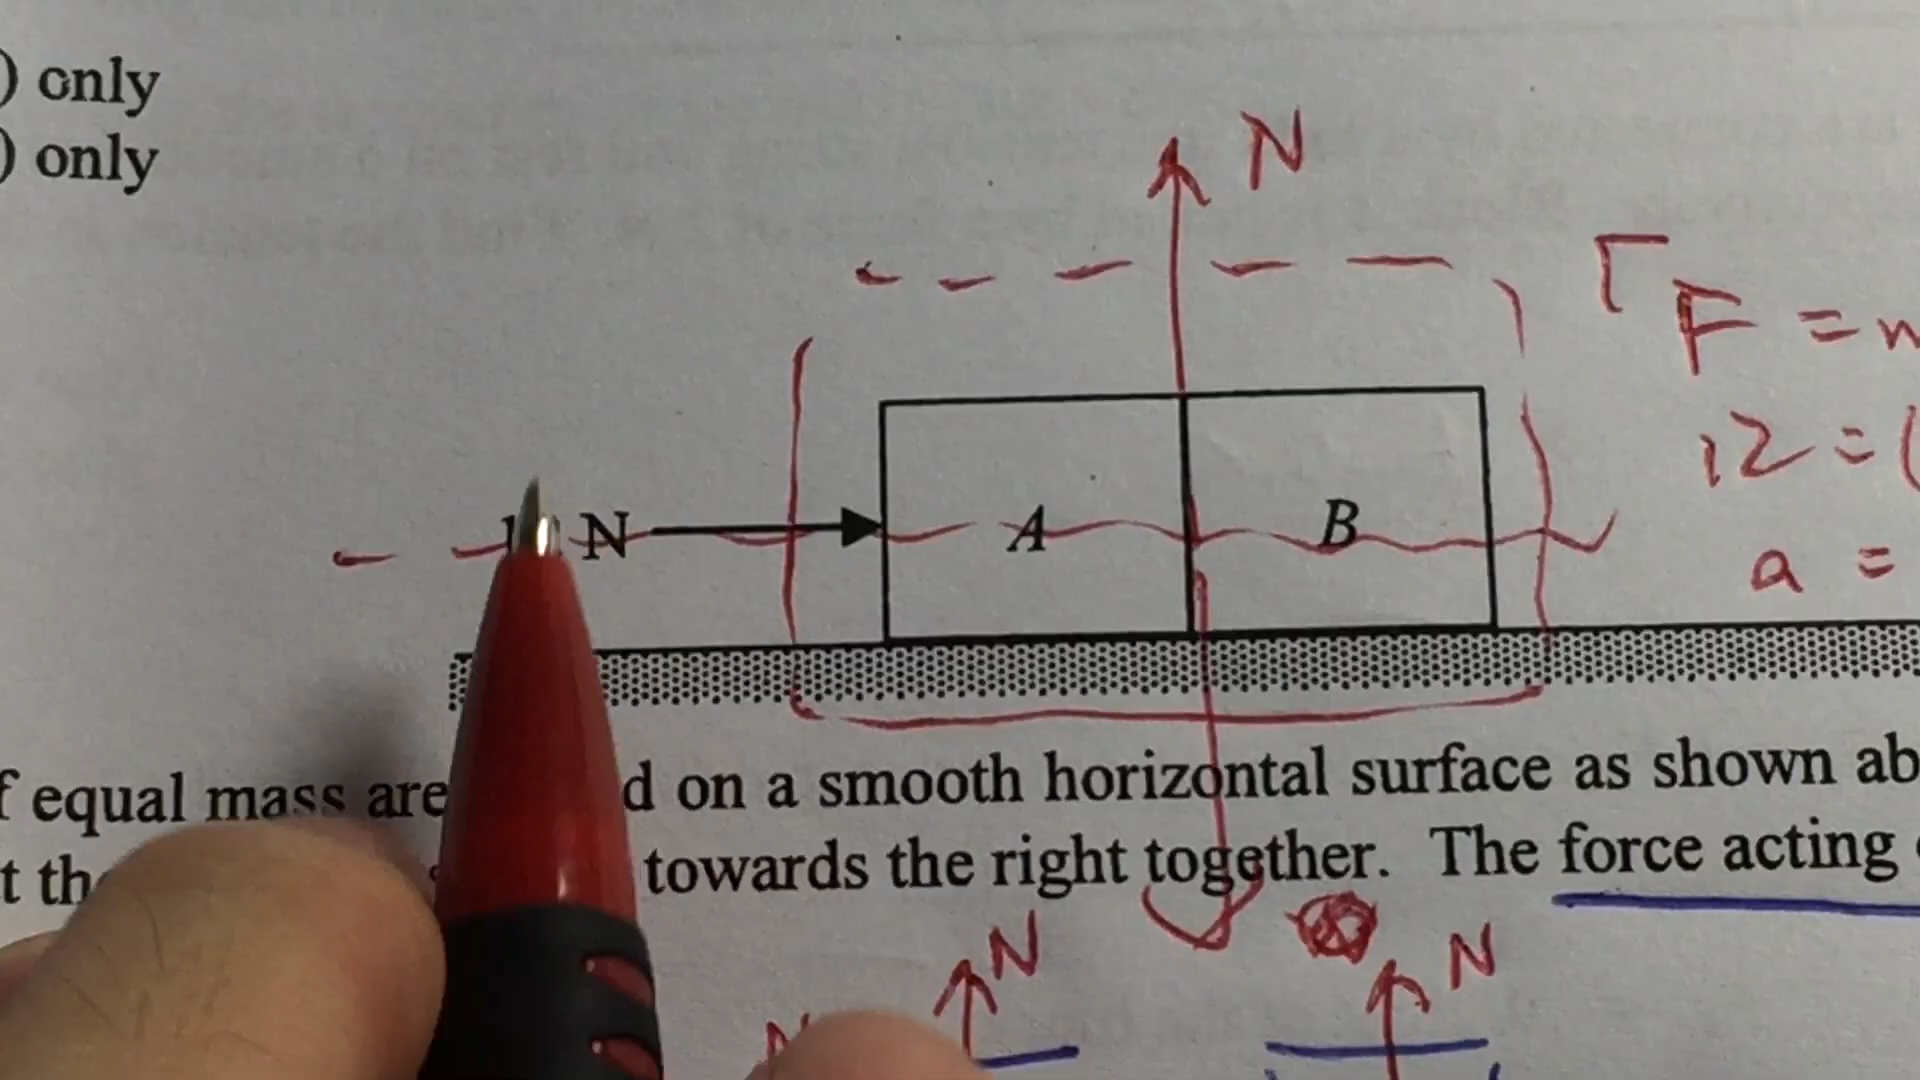 ) only
) only
N
F =
12 = (
N A B
a =
equal mass are d on a smooth horizontal surface as shown ab
towards the right together. The force acting
N N
N